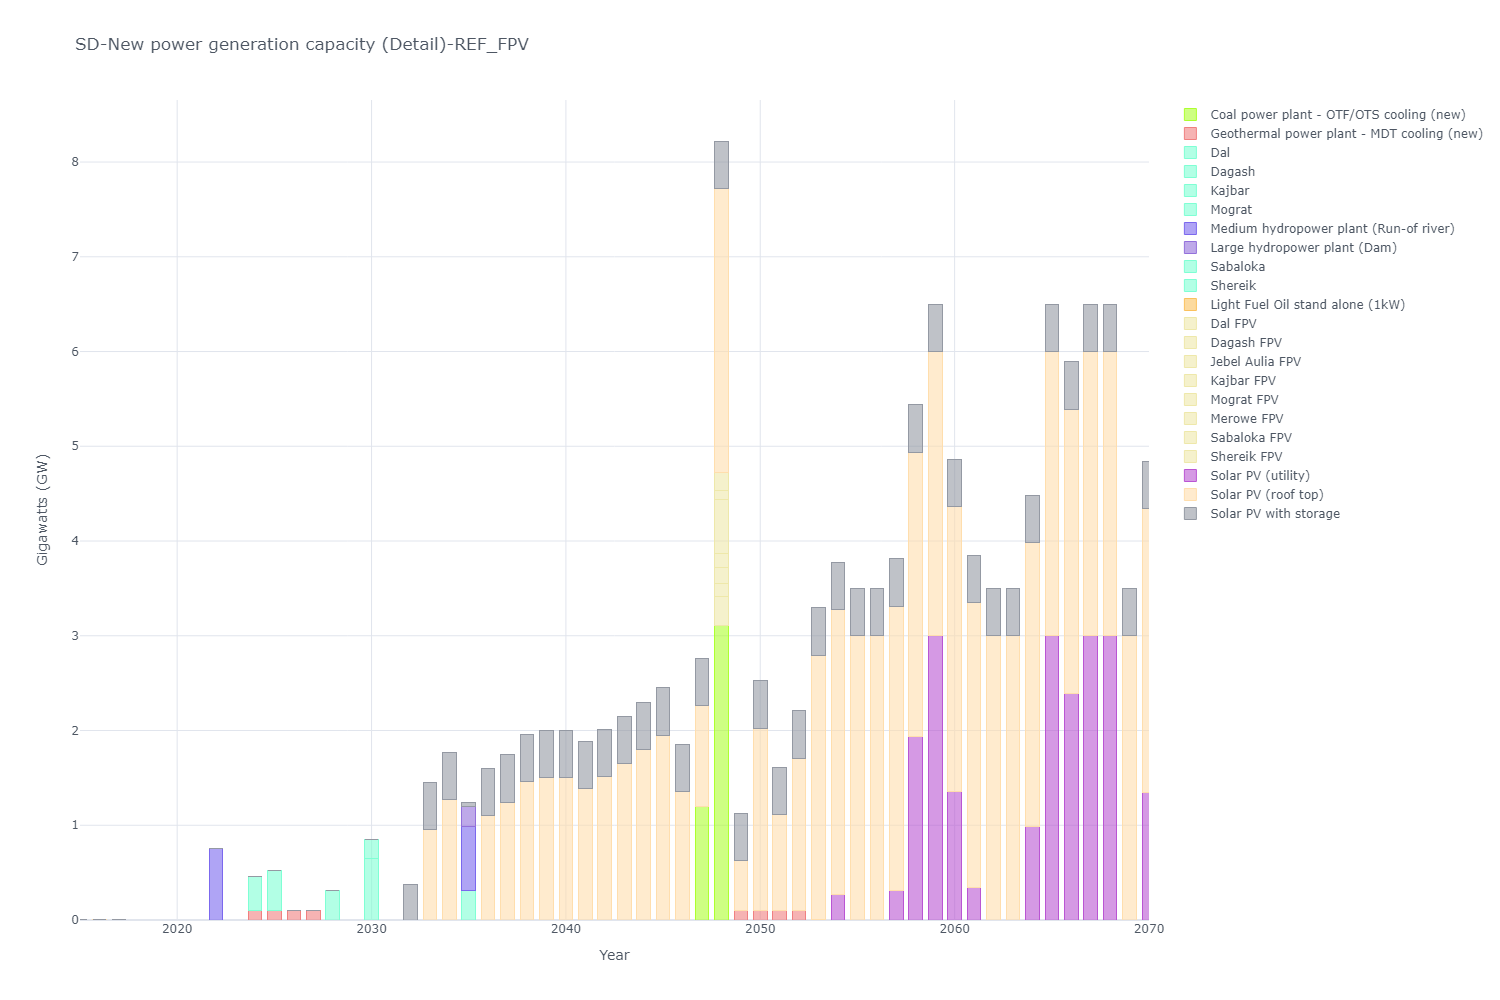 SD-New power generation capacity (Detail)-REF_FPV
8
7
6
5
4
3
2
1
0
Gigawatts (GW)
2020
2030
2040
2050
2060
2070
Year
Coal power plant - OTF/OTS cooling (new)
Geothermal power plant - MDT cooling (new)
Dal
Dagash
Kajbar
Mograt
Medium hydropower plant (Run-of river)
Large hydropower plant (Dam)
Sabaloka
Shereik
Light Fuel Oil stand alone (1kW)
Dal FPV
Dagash FPV
Jebel Aulia FPV
Kajbar FPV
Mograt FPV
Merowe FPV
Sabaloka FPV
Shereik FPV
Solar PV (utility)
Solar PV (roof top)
Solar PV with storage